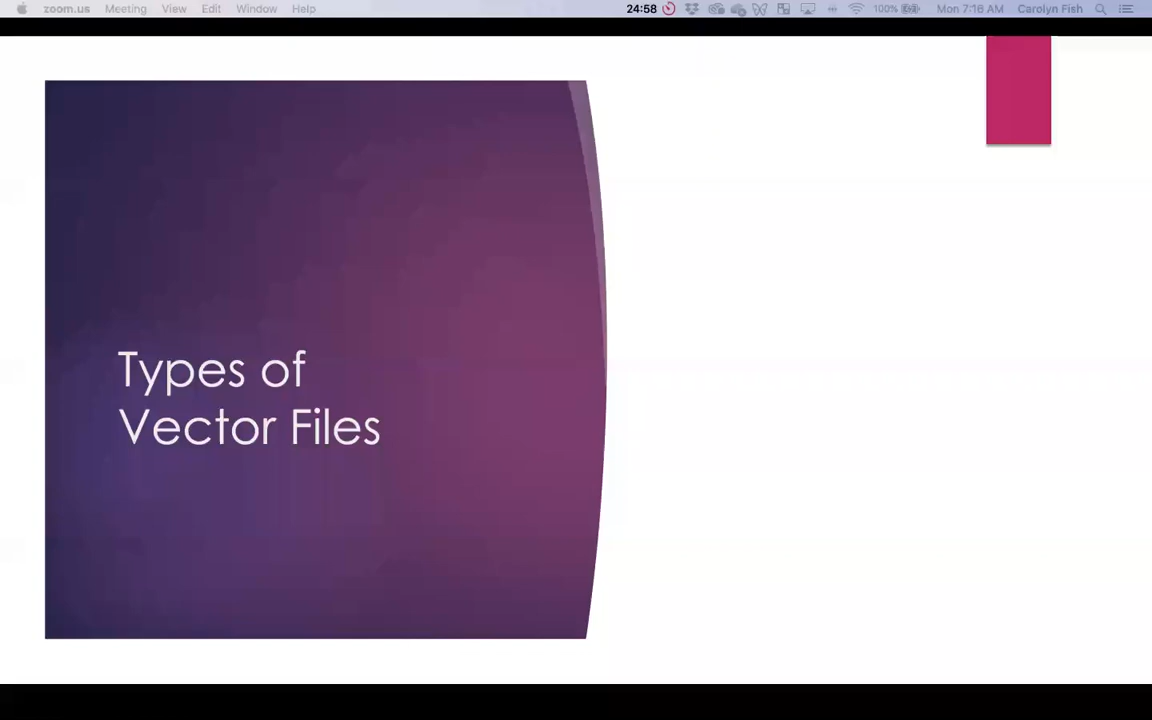 zoom.us Meeting View Edit Window Help 24:58 100% Mon 7:16 AM Carolyn Fish
Types of
Vector Files